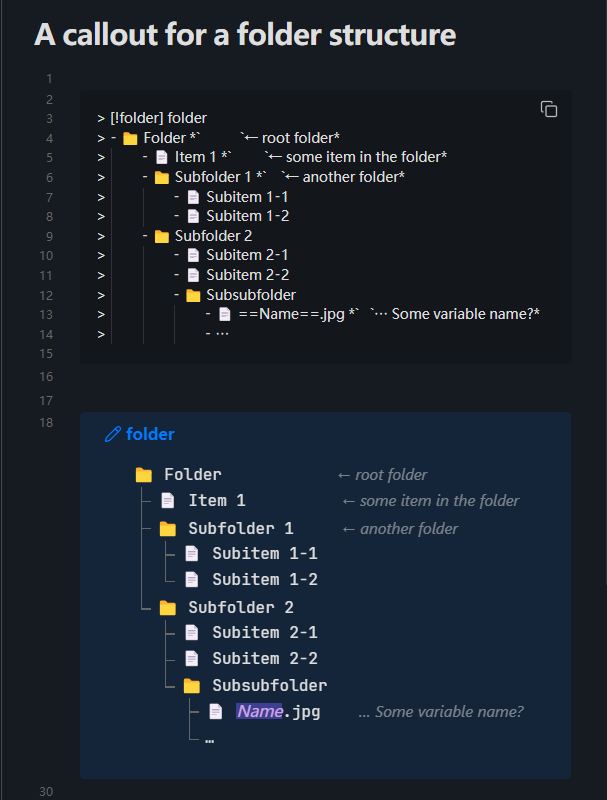 A callout for a folder structure
1
2
3 > [!folder] folder
4 > - 📁 Folder *`          `← root folder*
5 > - 📄 Item 1 *`        `← some item in the folder*
6 > - 📁 Subfolder 1 *`   `← another folder*
7 > - 📄 Subitem 1-1
8 > - 📄 Subitem 1-2
9 > - 📁 Subfolder 2
10 > - 📄 Subitem 2-1
11 > - 📄 Subitem 2-2
12 > - 📁 Subsubfolder
13 > - 📄 ==Name==.jpg *`   `… Some variable name?*
14 > - …
15
16
17
18
folder
📁 Folder ← root folder
📄 Item 1 ← some item in the folder
📁 Subfolder 1 ← another folder
📄 Subitem 1-1
📄 Subitem 1-2
📁 Subfolder 2
📄 Subitem 2-1
📄 Subitem 2-2
📁 Subsubfolder
📄 Name.jpg … Some variable name?
…
30